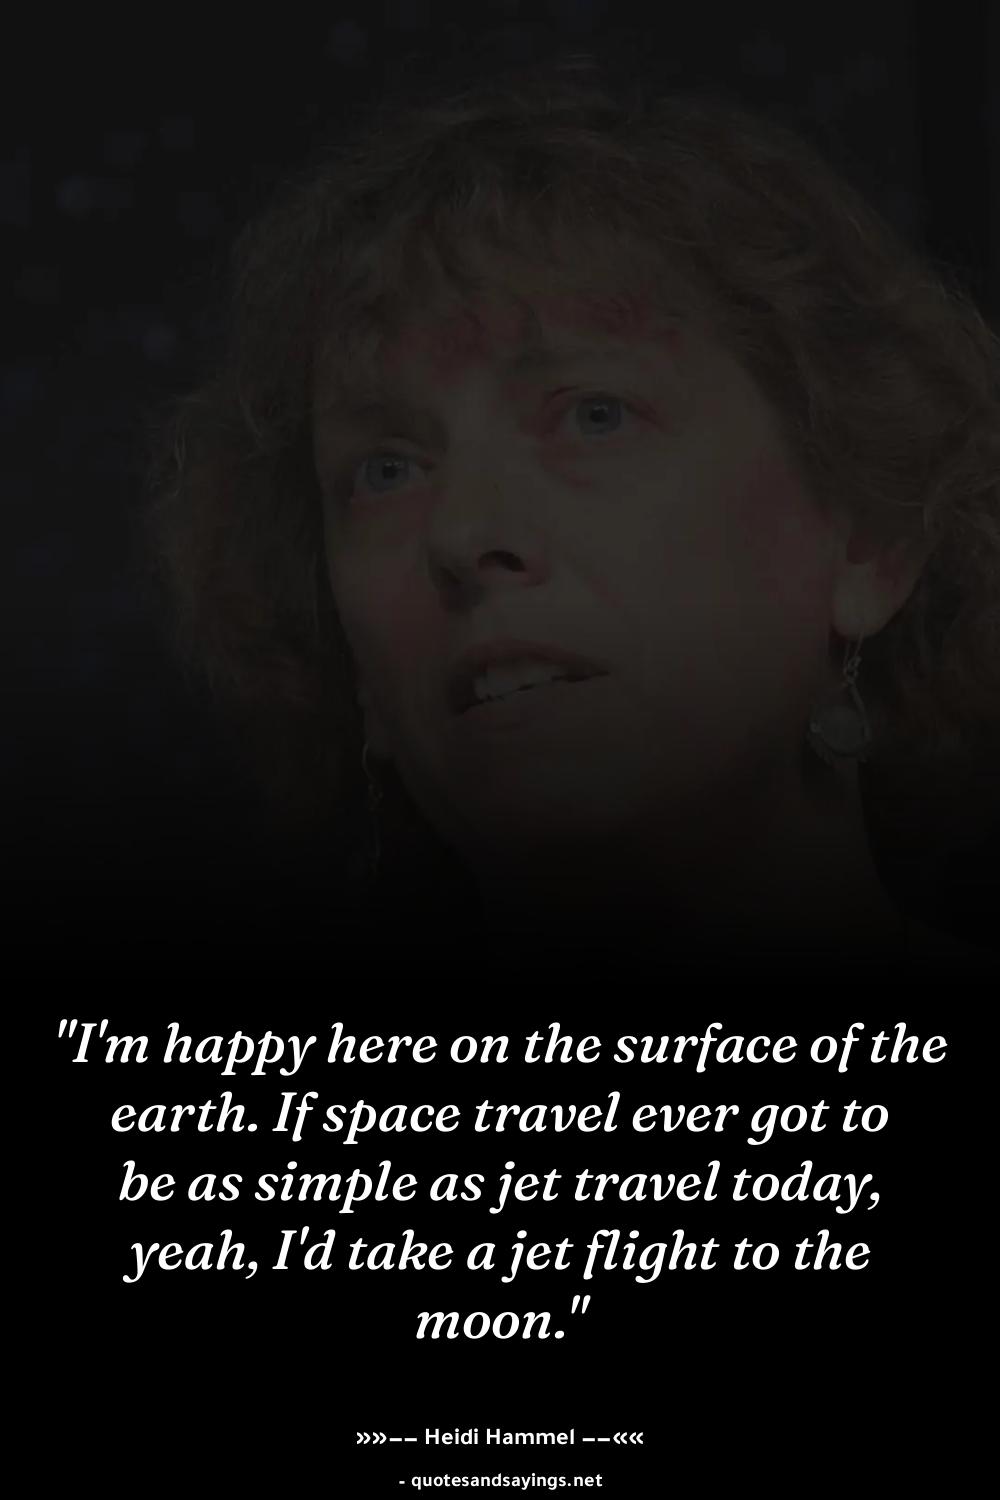 "I'm happy here on the surface of the
earth. If space travel ever got to
be as simple as jet travel today,
yeah, I'd take a jet flight to the
moon."
»»−− Heidi Hammel −−««
- quotesandsayings.net